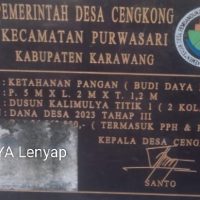 PEMERINTAH DESA CENGKONG
KECAMATAN PURWASARI
KABUPATEN KARAWANG
: KETAHANAN PANGAN ( BUDI DAYA
: P. 5 M X L. 2 M X T. 1,2 M
: DUSUN KALIMULYA TITIK 1 ( 2 KOL
: DANA DESA 2023 TAHAP III
( TERMASUK PPH &
YA Lenyap
KEPALA DESA CENG
SANTO